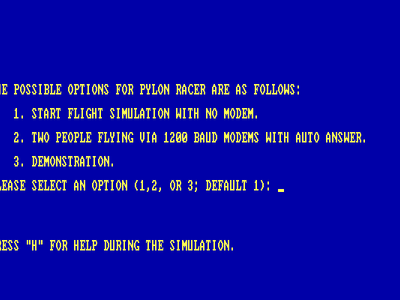 HE POSSIBLE OPTIONS FOR PYLON RACER ARE AS FOLLOWS:
1. START FLIGHT SIMULATION WITH NO MODEM.
2. TWO PEOPLE FLYING VIA 1200 BAUD MODEMS WITH AUTO ANSWER.
3. DEMONSTRATION.
LEASE SELECT AN OPTION (1,2, OR 3; DEFAULT 1): _
RESS "H" FOR HELP DURING THE SIMULATION.